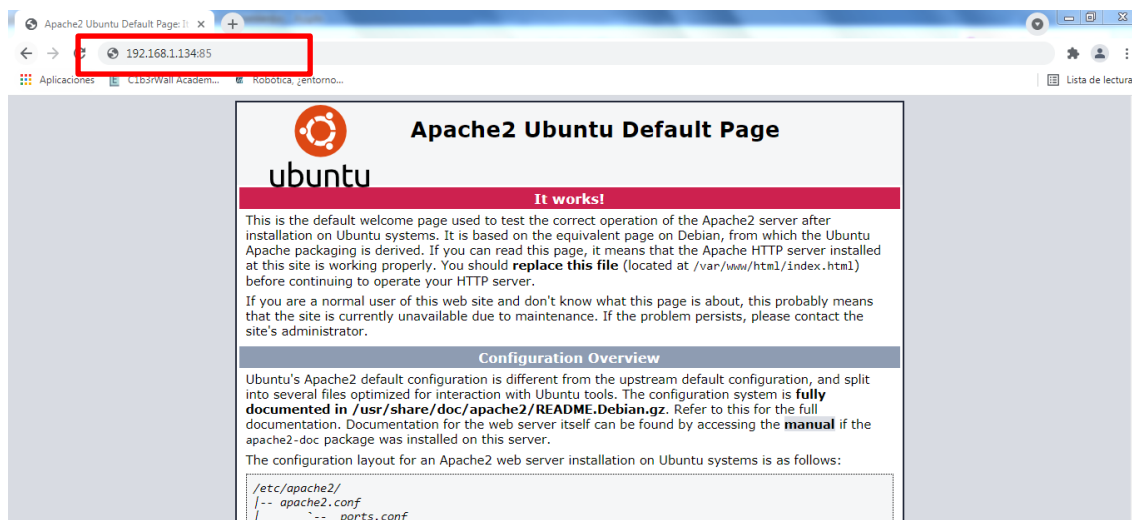 Apache2 Ubuntu Default Page: It
192.168.1.134:85
Aplicaciones C1b3rWall Academ... Robótica, ¿entorno... Lista de lectura
ubuntu
Apache2 Ubuntu Default Page
It works!
This is the default welcome page used to test the correct operation of the Apache2 server after
installation on Ubuntu systems. It is based on the equivalent page on Debian, from which the Ubuntu
Apache packaging is derived. If you can read this page, it means that the Apache HTTP server installed
at this site is working properly. You should replace this file (located at /var/www/html/index.html)
before continuing to operate your HTTP server.
If you are a normal user of this web site and don't know what this page is about, this probably means
that the site is currently unavailable due to maintenance. If the problem persists, please contact the
site's administrator.
Configuration Overview
Ubuntu's Apache2 default configuration is different from the upstream default configuration, and split
into several files optimized for interaction with Ubuntu tools. The configuration system is fully
documented in /usr/share/doc/apache2/README.Debian.gz. Refer to this for the full
documentation. Documentation for the web server itself can be found by accessing the manual if the
apache2-doc package was installed on this server.
The configuration layout for an Apache2 web server installation on Ubuntu systems is as follows:
/etc/apache2/
|-- apache2.conf
| `-- ports.conf